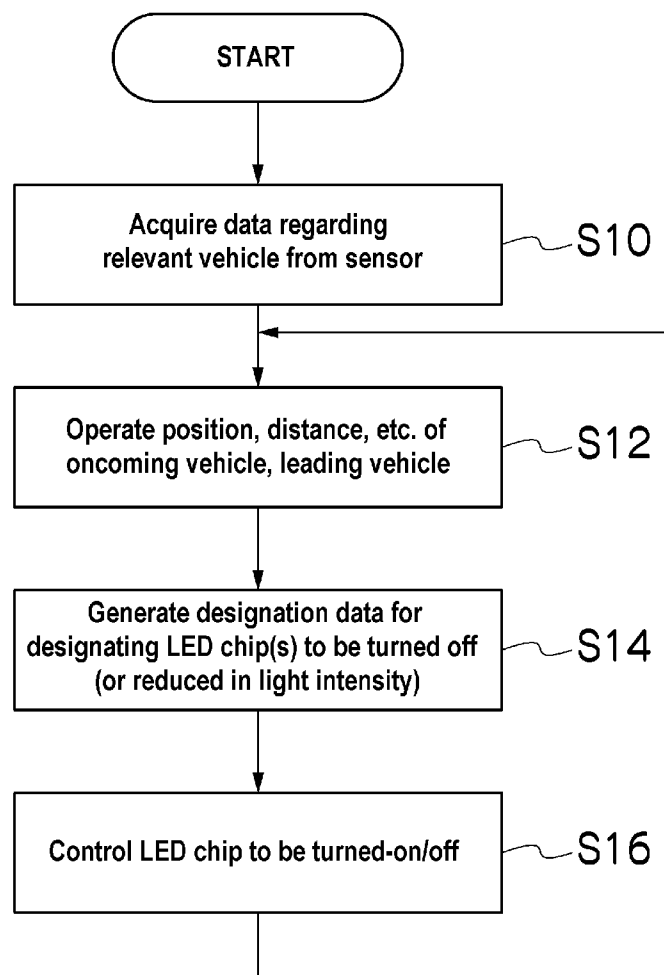 START
Acquire data regarding
relevant vehicle from sensor
S10
Operate position, distance, etc. of
oncoming vehicle, leading vehicle
S12
Generate designation data for
designating LED chip(s) to be turned off
(or reduced in light intensity)
S14
Control LED chip to be turned-on/off
S16